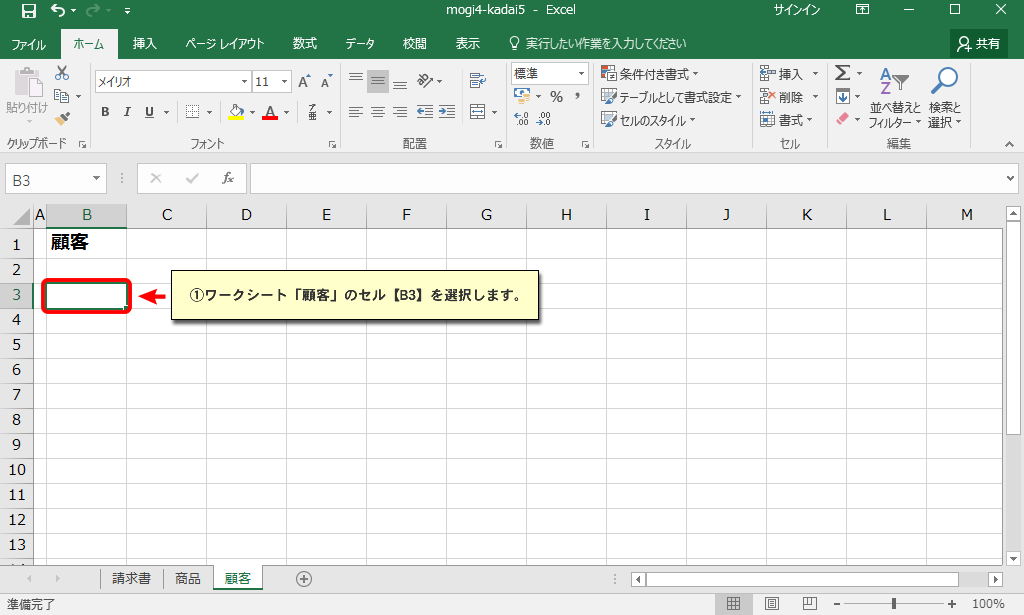 mogi4-kadai5 - Excel サインイン
ファイル ホーム 挿入 ページ レイアウト 数式 データ 校閲 表示 実行したい作業を入力してください 共有
貼り付け
メイリオ 11 A A
B I U A
標準
% ,
条件付き書式
テーブルとして書式設定
セルのスタイル
挿入
削除
書式
Σ
並べ替えと
フィルター
検索と
選択
クリップボード フォント 配置 数値 スタイル セル 編集
B3 fx
A B C D E F G H I J K L M
1 顧客
2
3 ①ワークシート「顧客」のセル【B3】を選択します。
4
5
6
7
8
9
10
11
12
13
請求書 商品 顧客
準備完了 100%